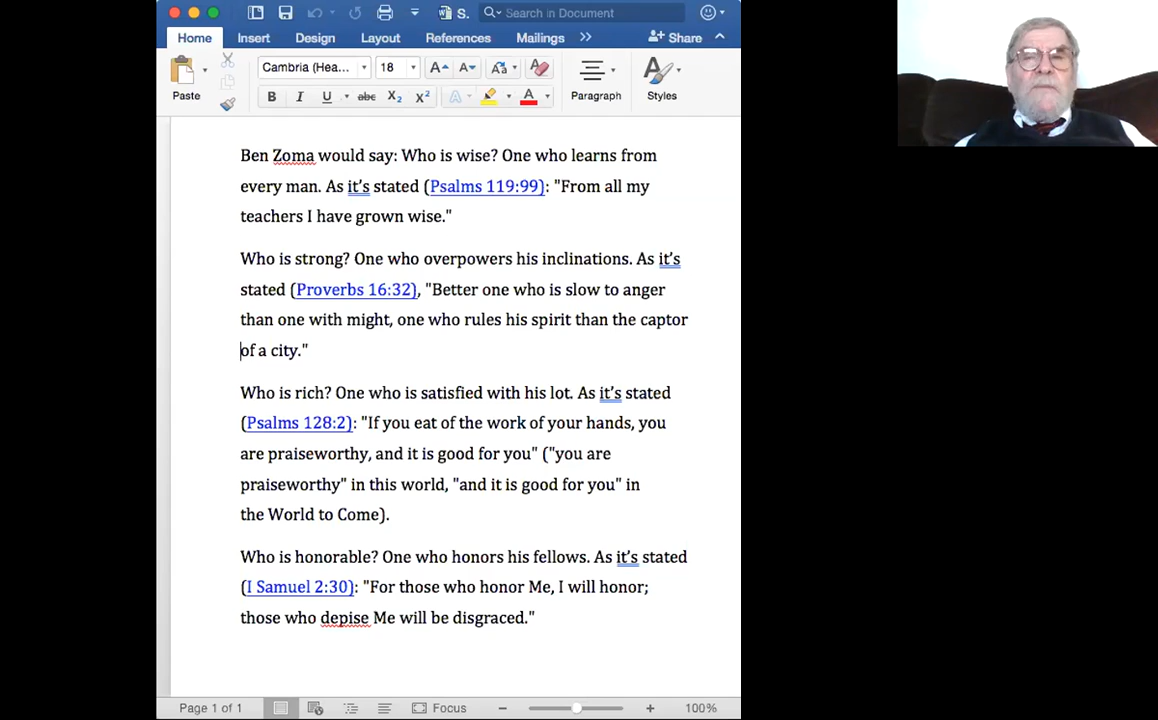 S.
Search in Document
Home
Insert
Design
Layout
References
Mailings
>>
Share
Paste
Cambria (Hea...
18
A
A
Aa
A
B
I
U
abc
X2
X2
A
A
Paragraph
Styles
Ben Zoma would say: Who is wise? One who learns from
every man. As it's stated (Psalms 119:99): "From all my
teachers I have grown wise."
Who is strong? One who overpowers his inclinations. As it's
stated (Proverbs 16:32), "Better one who is slow to anger
than one with might, one who rules his spirit than the captor
of a city."
Who is rich? One who is satisfied with his lot. As it's stated
(Psalms 128:2): "If you eat of the work of your hands, you
are praiseworthy, and it is good for you" ("you are
praiseworthy" in this world, "and it is good for you" in
the World to Come).
Who is honorable? One who honors his fellows. As it's stated
(I Samuel 2:30): "For those who honor Me, I will honor;
those who depise Me will be disgraced."
Page 1 of 1
Focus
100%